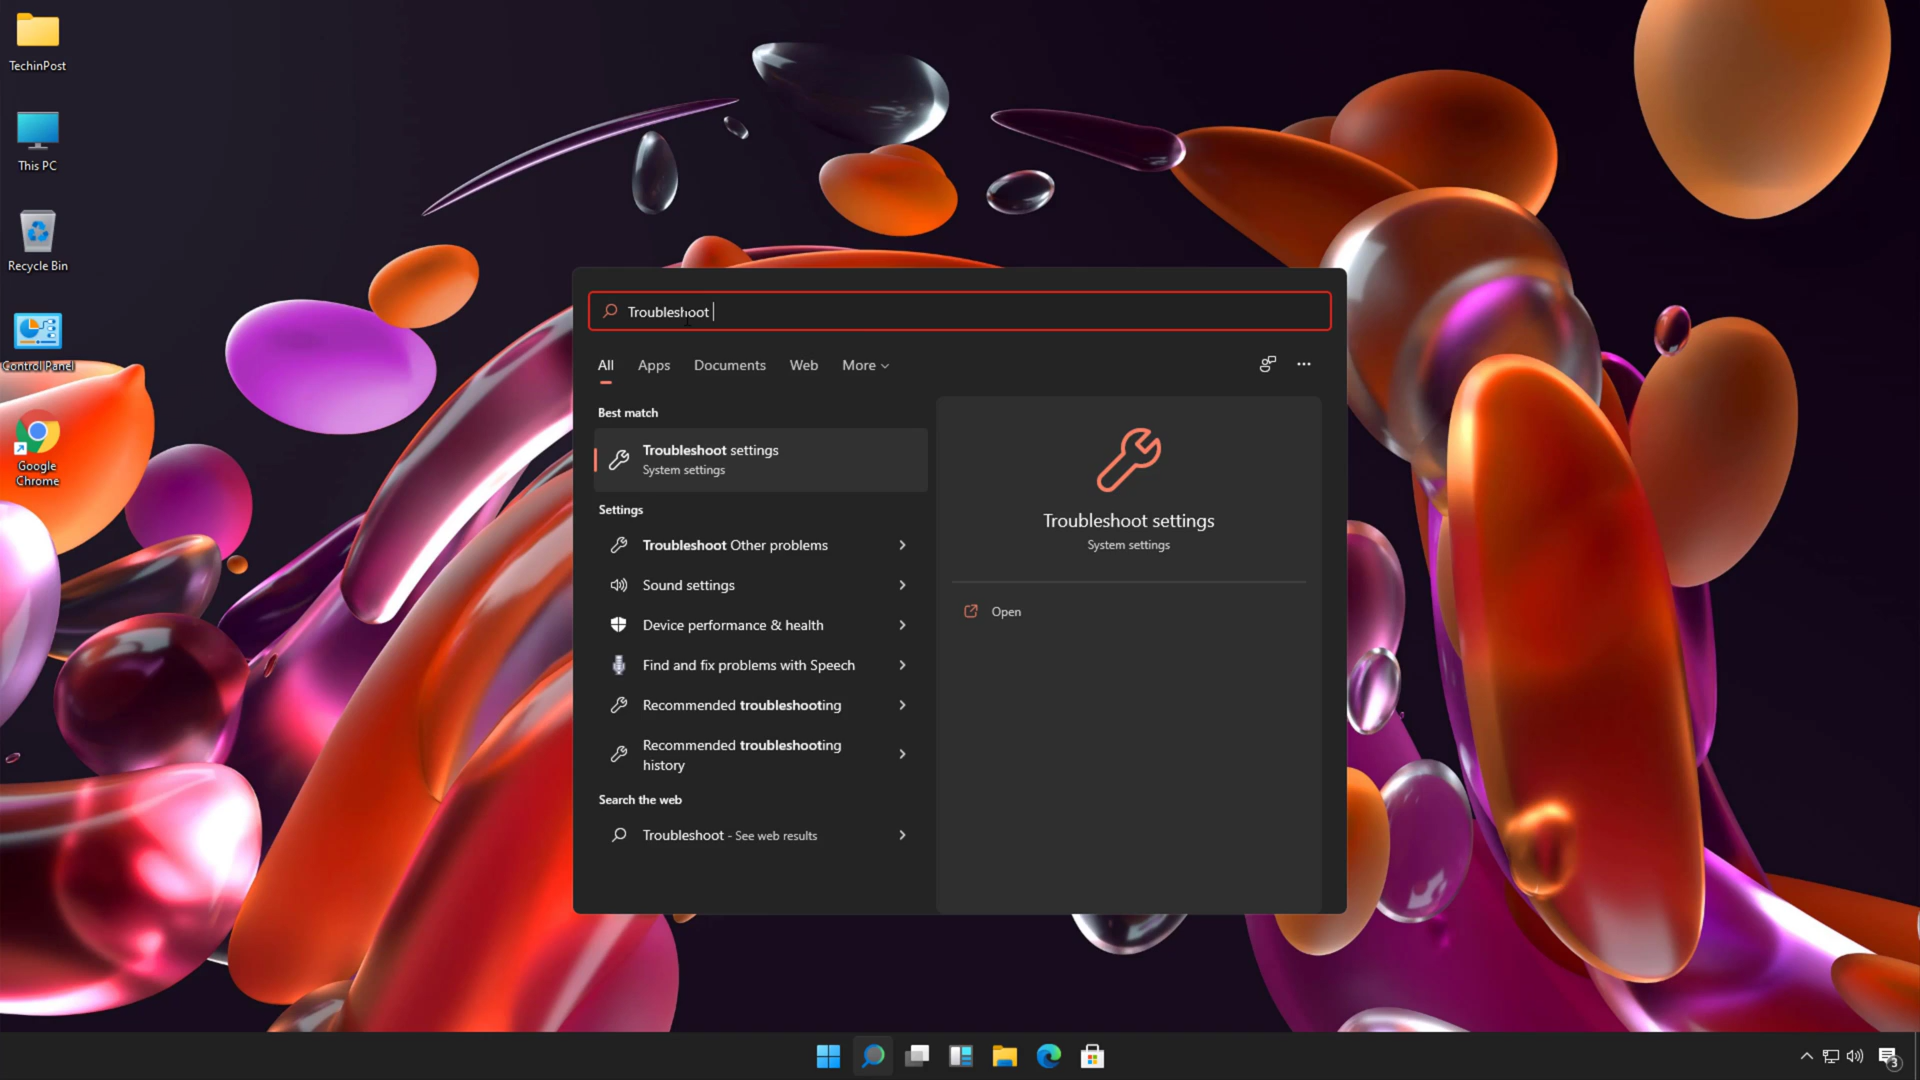 TechinPost
This PC
Recycle Bin
Control Panel
Google
Chrome
Troubleshoot
All Apps Documents Web More
Best match
Troubleshoot settings
System settings
Settings
Troubleshoot Other problems
Sound settings
Device performance & health
Find and fix problems with Speech
Recommended troubleshooting
Recommended troubleshooting
history
Search the web
Troubleshoot - See web results
Troubleshoot settings
System settings
Open
3